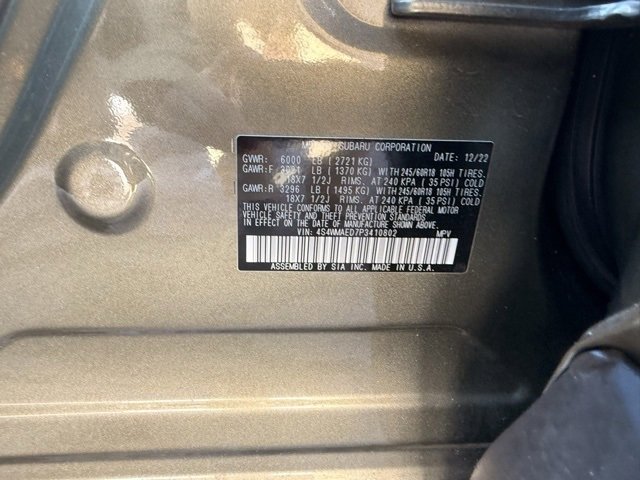 SUBARU CORPORATION
GVWR: 6000 LB (2721 KG) DATE: 12/22
GAWR:F LB (1370 KG) WITH 245/60R18 105H TIRES.
18X7 1/2J RIMS. AT 240 KPA (35 PSI) COLD
GAWR:R 3296 LB (1495 KG) WITH 245/60R18 105H TIRES.
18X7 1/2J RIMS. AT 240 KPA (35 PSI) COLD
THIS VEHICLE CONFORMS TO ALL APPLICABLE FEDERAL MOTOR
VEHICLE SAFETY AND THEFT PREVENTION STANDARDS
IN EFFECT ON THE DATE OF MANUFACTURE SHOWN ABOVE.
VIN: 4S4WMAED7P3410802 MPV
ASSEMBLED BY SIA INC. MADE IN U.S.A.